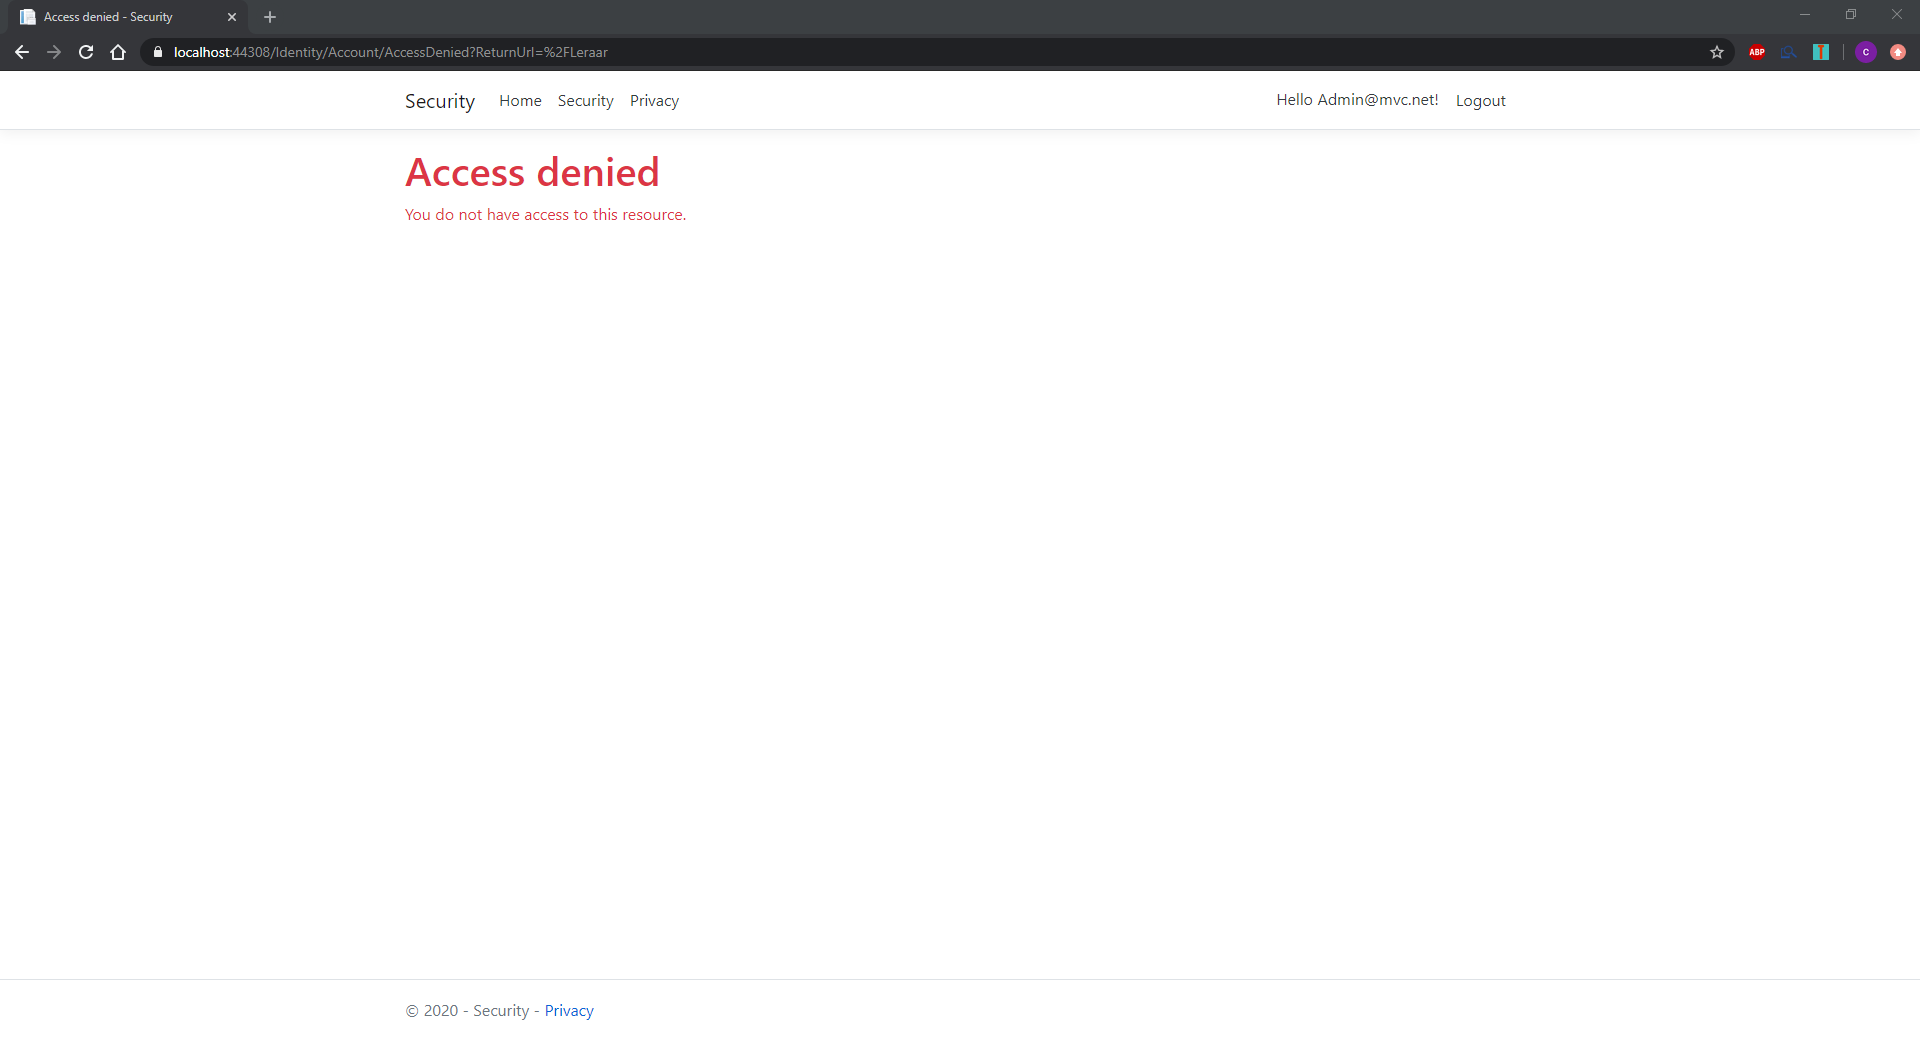 Access denied - Security
localhost:44308/Identity/Account/AccessDenied?ReturnUrl=%2FLeraar
ABP
T
C
Security Home Security Privacy Hello Admin@mvc.net! Logout
Access denied
You do not have access to this resource.
© 2020 - Security - Privacy